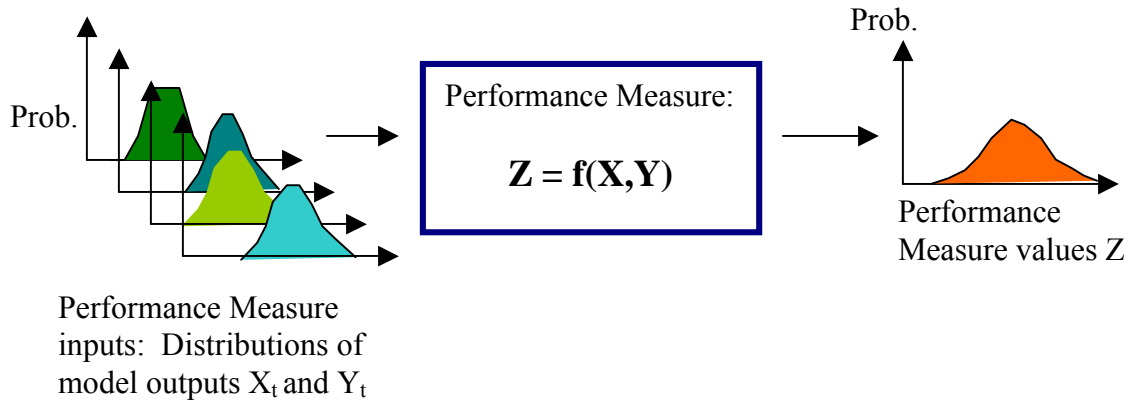 Prob.
Performance Measure
inputs:  Distributions of
model outputs Xₜ and Yₜ
Performance Measure:
Z = f(X,Y)
Prob.
Performance
Measure values Z